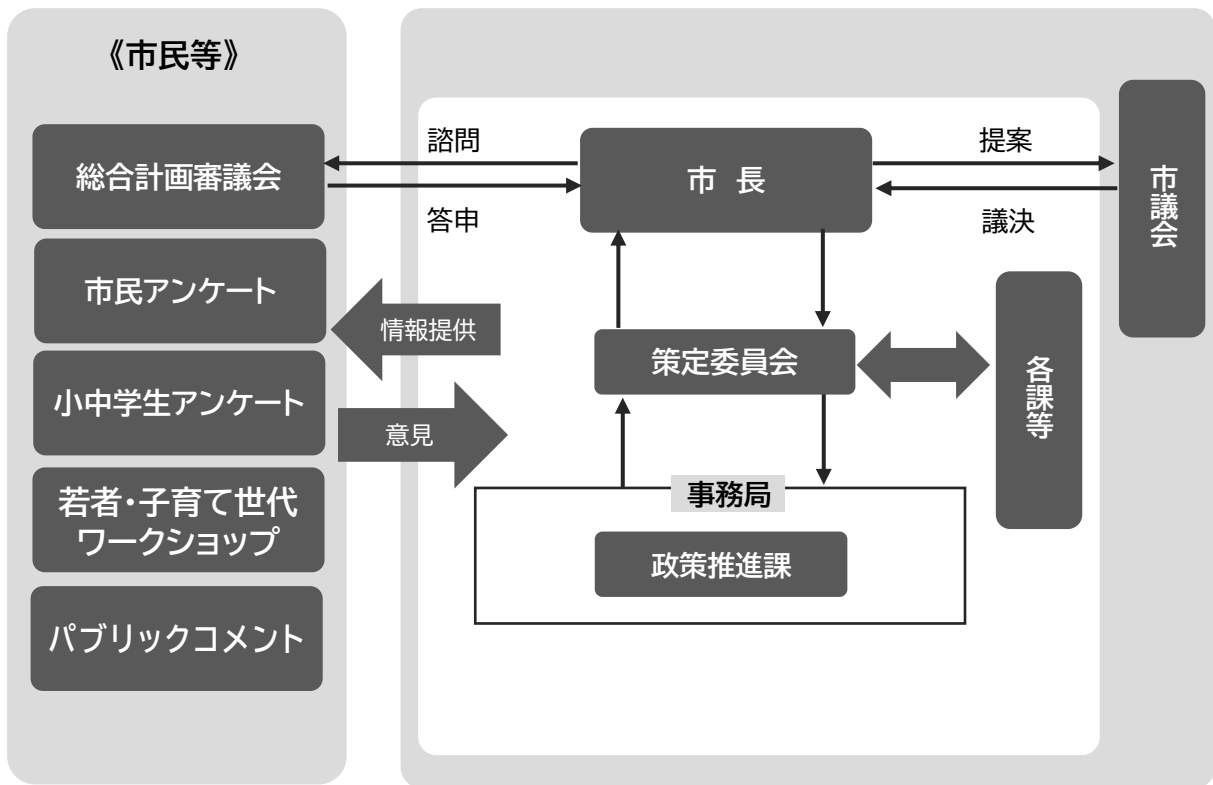 《市民等》
総合計画審議会
市民アンケート
小中学生アンケート
若者・子育て世代
ワークショップ
パブリックコメント
諮問
答申
情報提供
意見
市 長
提案
議決
市議会
策定委員会
各課等
事務局
政策推進課